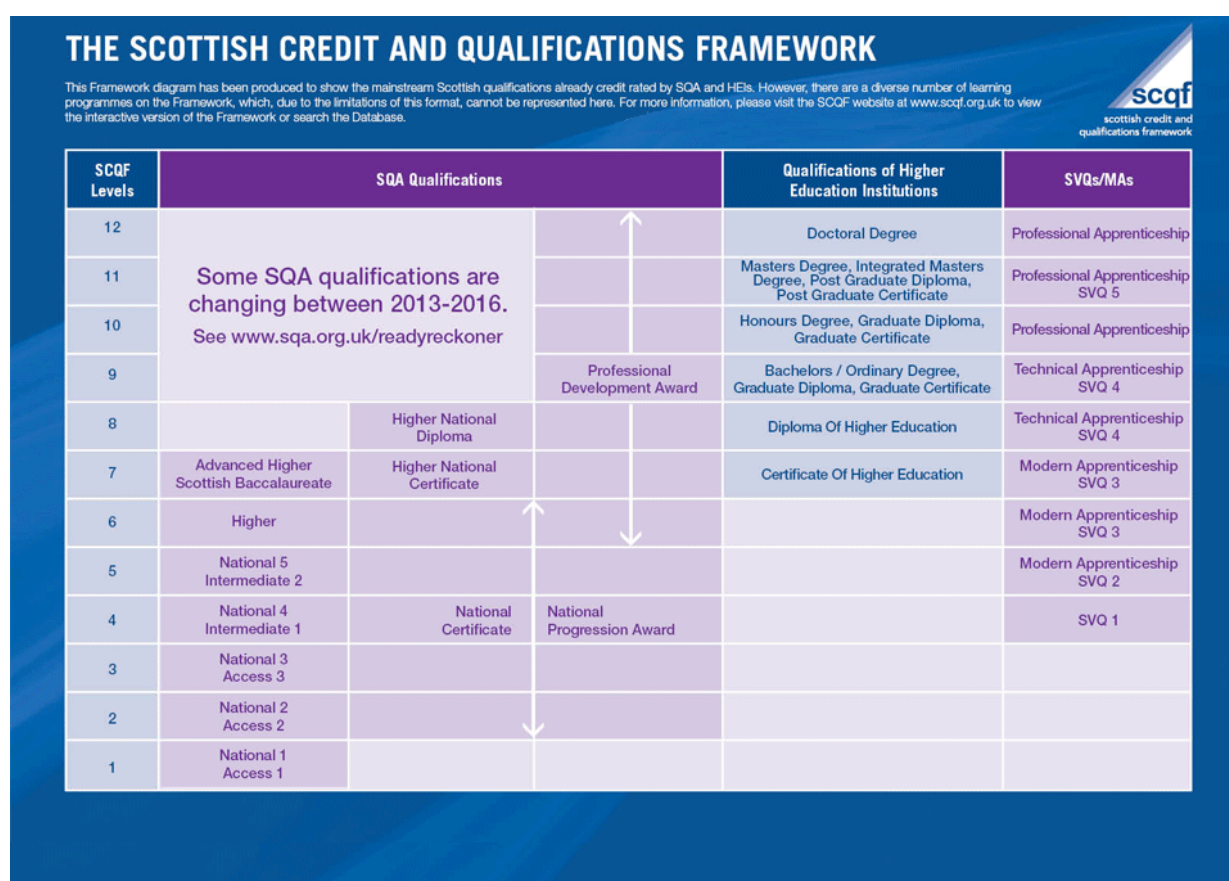 THE SCOTTISH CREDIT AND QUALIFICATIONS FRAMEWORK
This Framework diagram has been produced to show the mainstream Scottish qualifications already credit rated by SQA and HEIs. However, there are a diverse number of learning
programmes on the Framework, which, due to the limitations of this format, cannot be represented here. For more information, please visit the SCQF website at www.scqf.org.uk to view
the interactive version of the Framework or search the Database.
scqf
scottish credit and
qualifications framework
SCQF
Levels
SQA Qualifications
Qualifications of Higher
Education Institutions
SVQs/MAs
12
Doctoral Degree
Professional Apprenticeship
Some SQA qualifications are
changing between 2013-2016.
See www.sqa.org.uk/readyreckoner
11
Masters Degree, Integrated Masters
Degree, Post Graduate Diploma,
Post Graduate Certificate
Professional Apprenticeship
SVQ 5
10
Honours Degree, Graduate Diploma,
Graduate Certificate
Professional Apprenticeship
9
Professional
Development Award
Bachelors / Ordinary Degree,
Graduate Diploma, Graduate Certificate
Technical Apprenticeship
SVQ 4
8
Higher National
Diploma
Diploma Of Higher Education
Technical Apprenticeship
SVQ 4
7
Advanced Higher
Scottish Baccalaureate
Higher National
Certificate
Certificate Of Higher Education
Modern Apprenticeship
SVQ 3
6
Higher
Modern Apprenticeship
SVQ 3
5
National 5
Intermediate 2
Modern Apprenticeship
SVQ 2
4
National 4
Intermediate 1
National
Certificate
National
Progression Award
SVQ 1
3
National 3
Access 3
2
National 2
Access 2
1
National 1
Access 1